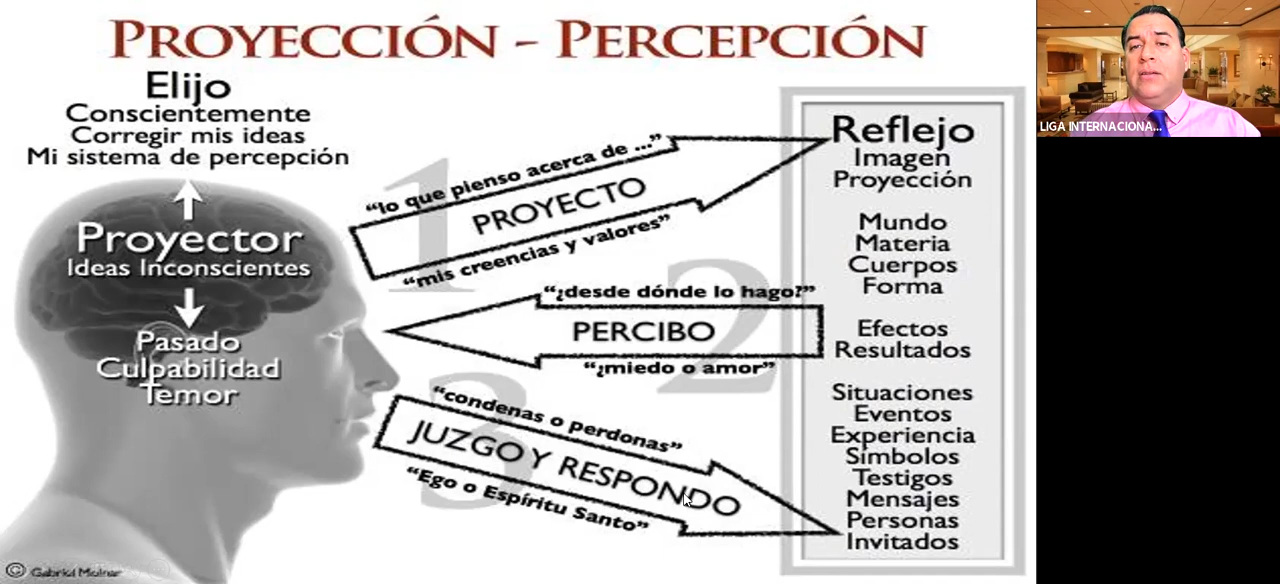 PROYECCIÓN - PERCEPCIÓN
Elijo
Conscientemente
Corregir mis ideas
Mi sistema de percepción
Proyector
Ideas Inconscientes
Pasado
Culpabilidad
Temor
1
“lo que pienso acerca de ...”
PROYECTO
“mis creencias y valores”
2
“¿desde dónde lo hago?”
PERCIBO
“¿miedo o amor”
3
“condenas o perdonas”
JUZGO Y RESPONDO
“Ego o Espíritu Santo”
Reflejo
Imagen
Proyección
Mundo
Materia
Cuerpos
Forma
Efectos
Resultados
Situaciones
Eventos
Experiencia
Símbolos
Testigos
Mensajes
Personas
Invitados
© Gabriel Molnar
LIGA INTERNACIONA...